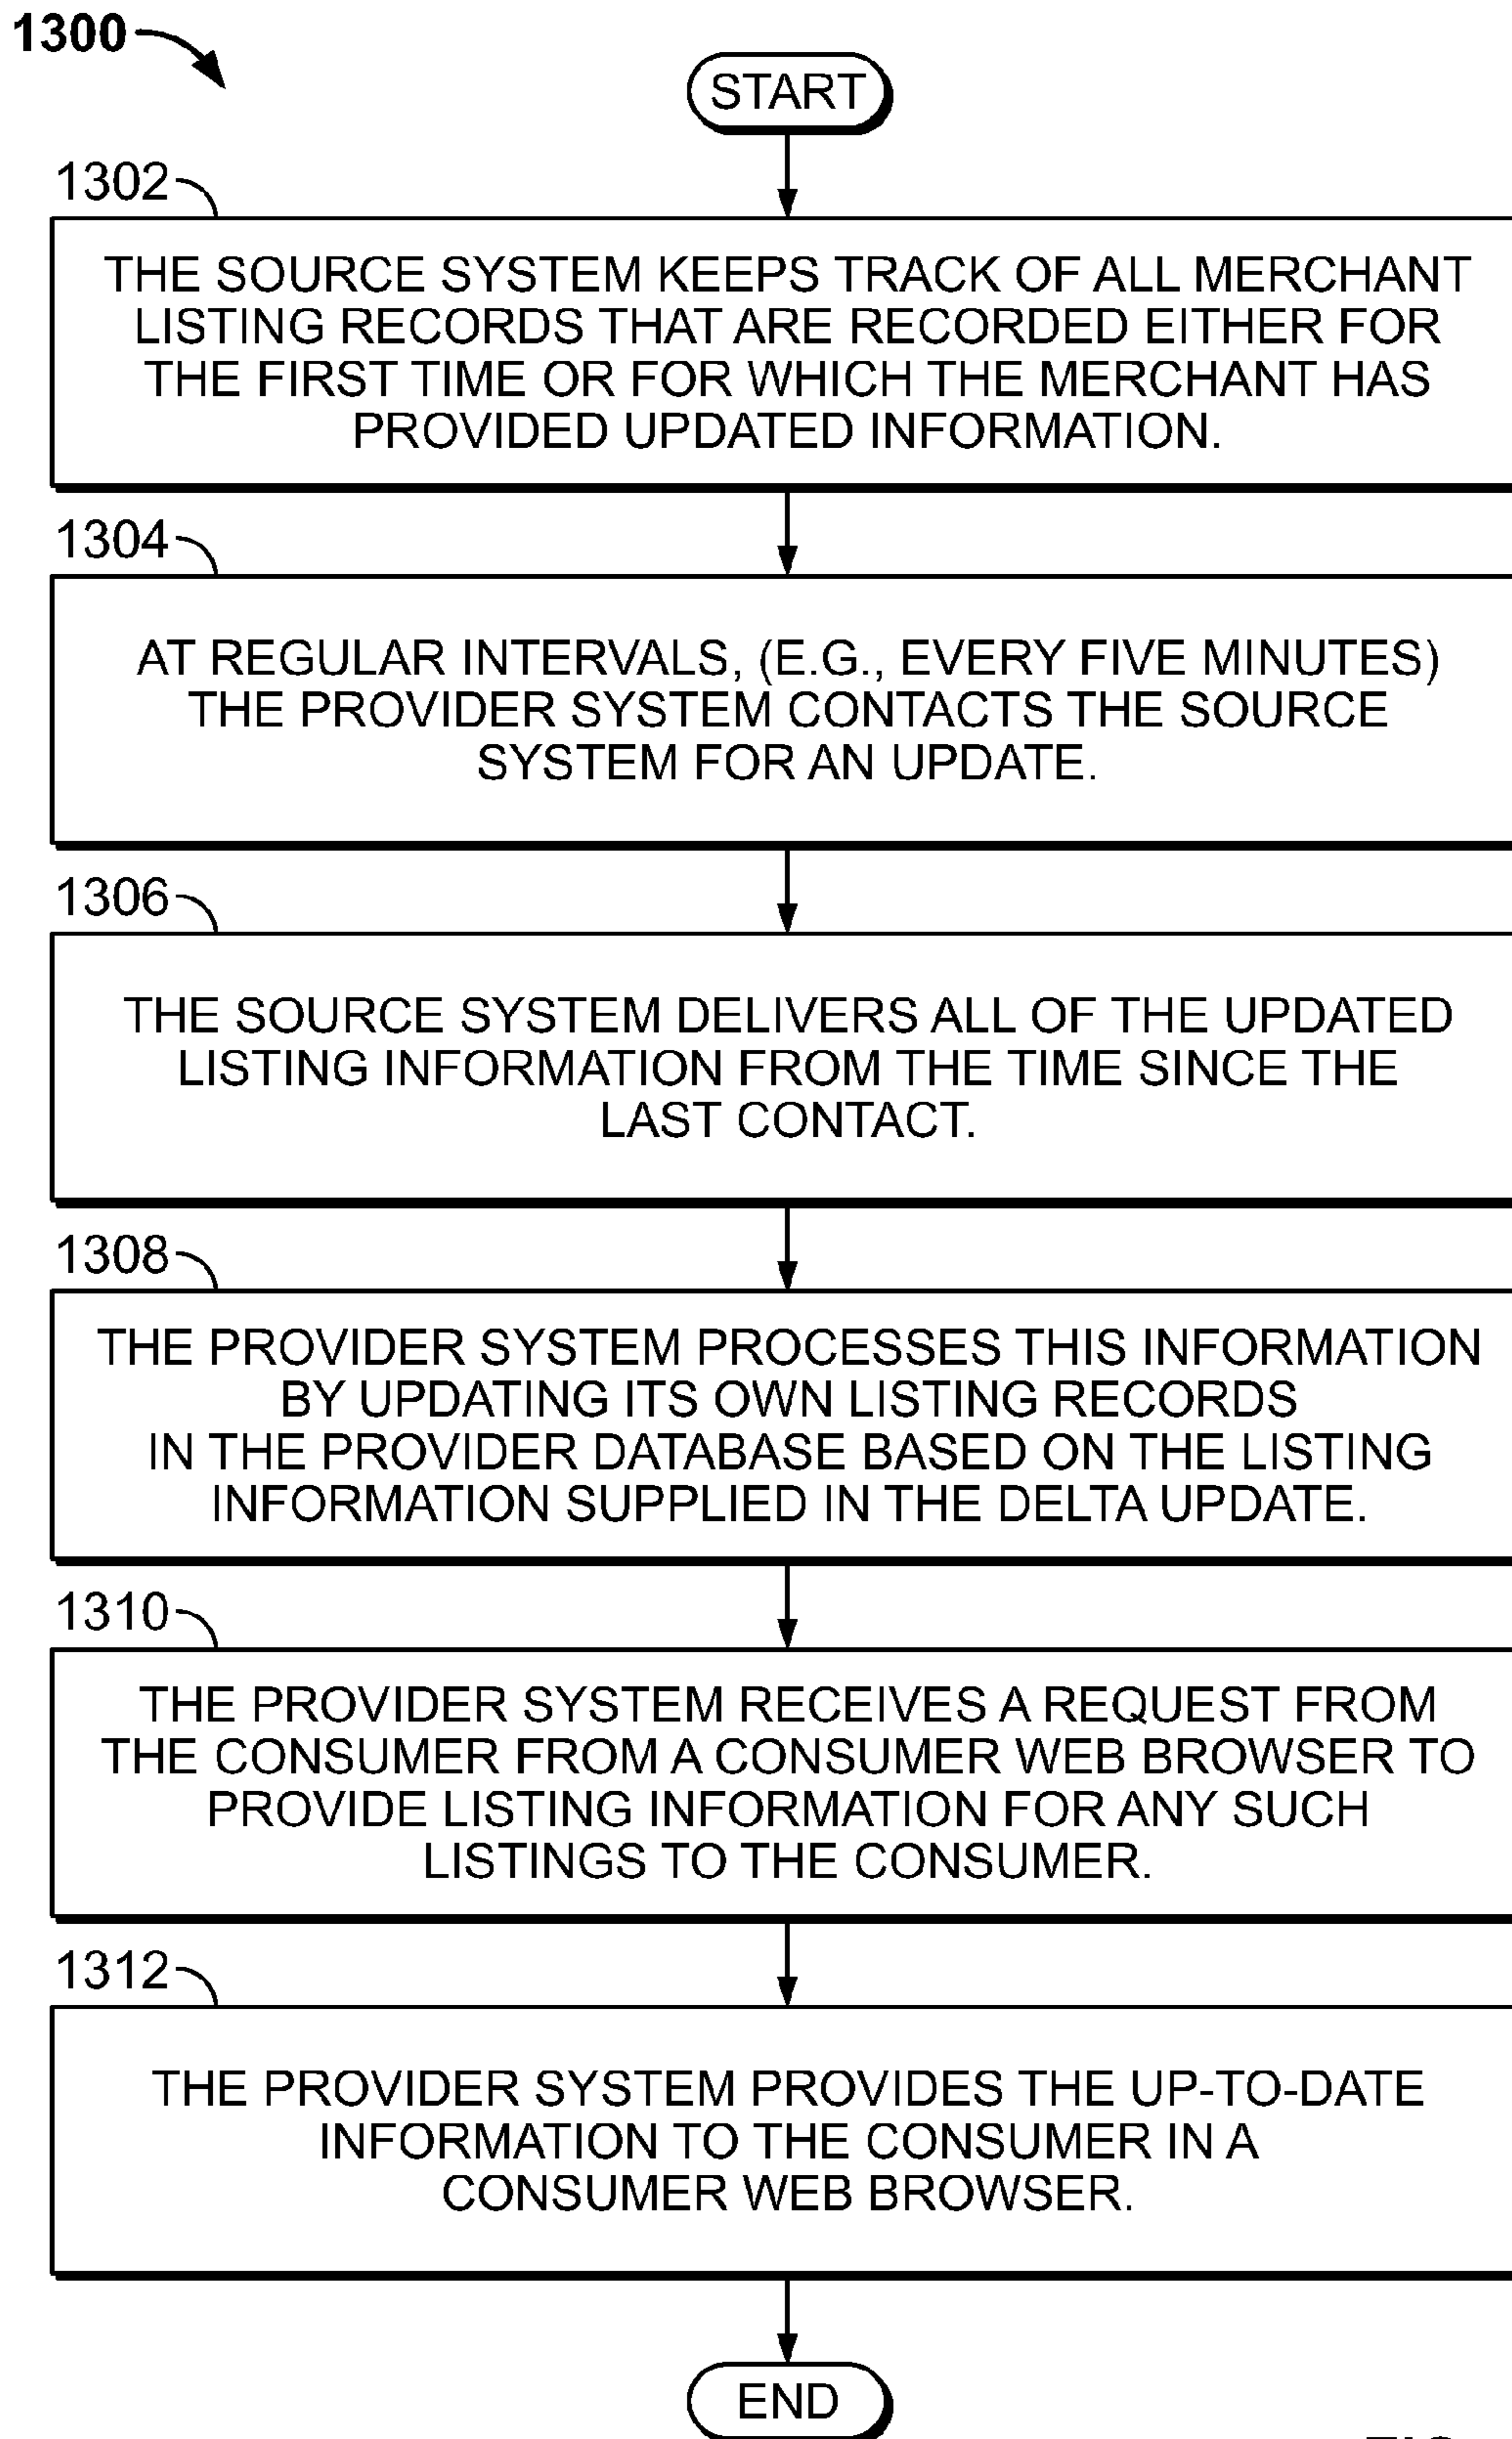 1300
START
1302
THE SOURCE SYSTEM KEEPS TRACK OF ALL MERCHANT
LISTING RECORDS THAT ARE RECORDED EITHER FOR
THE FIRST TIME OR FOR WHICH THE MERCHANT HAS
PROVIDED UPDATED INFORMATION.
1304
AT REGULAR INTERVALS, (E.G., EVERY FIVE MINUTES)
THE PROVIDER SYSTEM CONTACTS THE SOURCE
SYSTEM FOR AN UPDATE.
1306
THE SOURCE SYSTEM DELIVERS ALL OF THE UPDATED
LISTING INFORMATION FROM THE TIME SINCE THE
LAST CONTACT.
1308
THE PROVIDER SYSTEM PROCESSES THIS INFORMATION
BY UPDATING ITS OWN LISTING RECORDS
IN THE PROVIDER DATABASE BASED ON THE LISTING
INFORMATION SUPPLIED IN THE DELTA UPDATE.
1310
THE PROVIDER SYSTEM RECEIVES A REQUEST FROM
THE CONSUMER FROM A CONSUMER WEB BROWSER TO
PROVIDE LISTING INFORMATION FOR ANY SUCH
LISTINGS TO THE CONSUMER.
1312
THE PROVIDER SYSTEM PROVIDES THE UP-TO-DATE
INFORMATION TO THE CONSUMER IN A
CONSUMER WEB BROWSER.
END